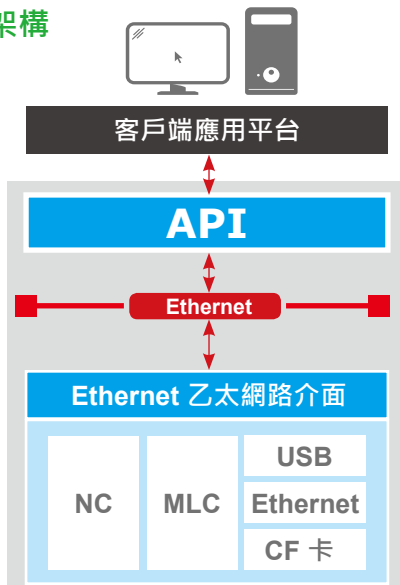 架構
客戶端應用平台
API
Ethernet
Ethernet 乙太網路介面
NC
MLC
USB
Ethernet
CF 卡